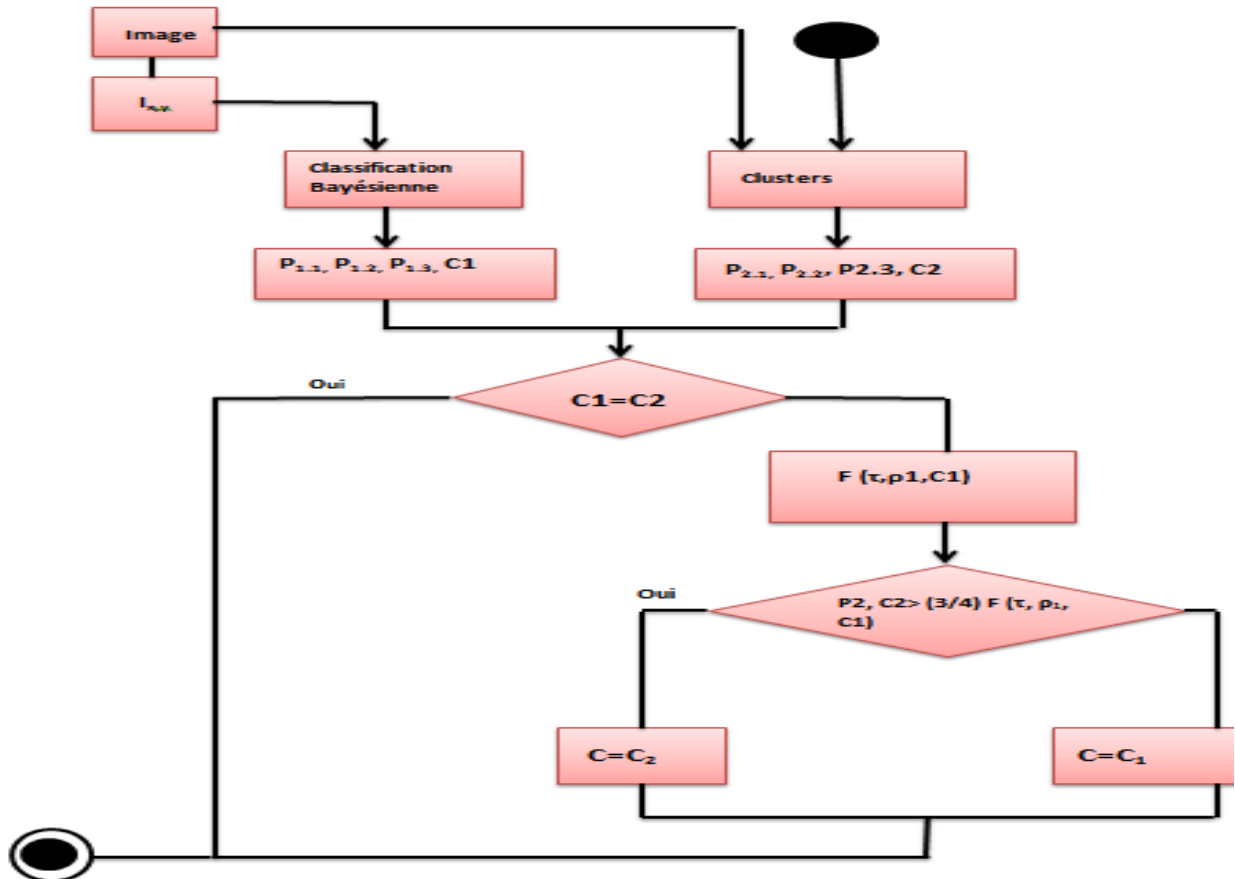 Image
Iₓ,ᵧ.
Classification
Bayésienne
Clusters
P₁.₁, P₁.₂, P₁.₃, C1
P₂.₁, P₂.₂, P2.3, C2
Oui
C1=C2
F (τ,ρ1,C1)
Oui
P2, C2> (3/4) F (τ, ρ₁,
C1)
C=C₂
C=C₁